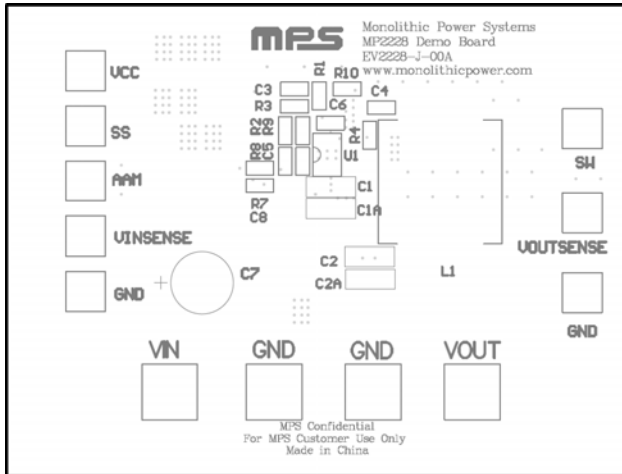 mps
Monolithic Power Systems
MP2228 Demo Board
EV2228-J-00A
www.monolithicpower.com
VCC
SS
AAM
VINSENSE
GND
C3
R3
R1
R10
C6
C4
R2
R9
R4
R8
C5
U1
R7
C8
C1
C1A
C2
C2A
C7
L1
SW
VOUTSENSE
GND
VIN
GND
GND
VOUT
MPS Confidential
For MPS Customer Use Only
Made in China